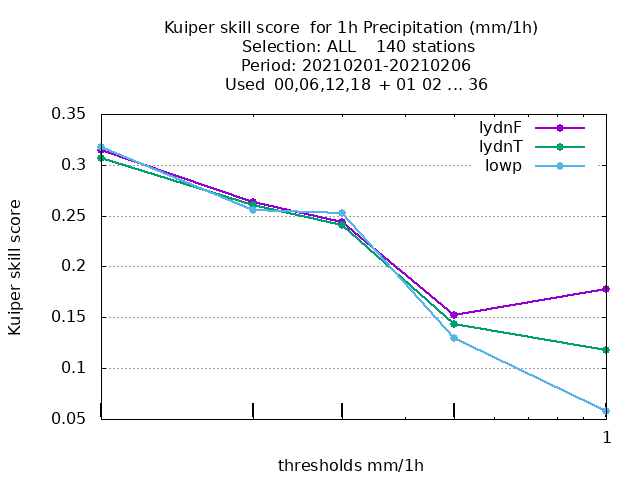 Kuiper skill score  for 1h Precipitation (mm/1h)
Selection: ALL    140 stations
Period: 20210201-20210206
Used  00,06,12,18 + 01 02 ... 36
lydnF
lydnT
lowp
0.35
0.3
0.25
0.2
0.15
0.1
0.05
Kuiper skill score
1
thresholds mm/1h